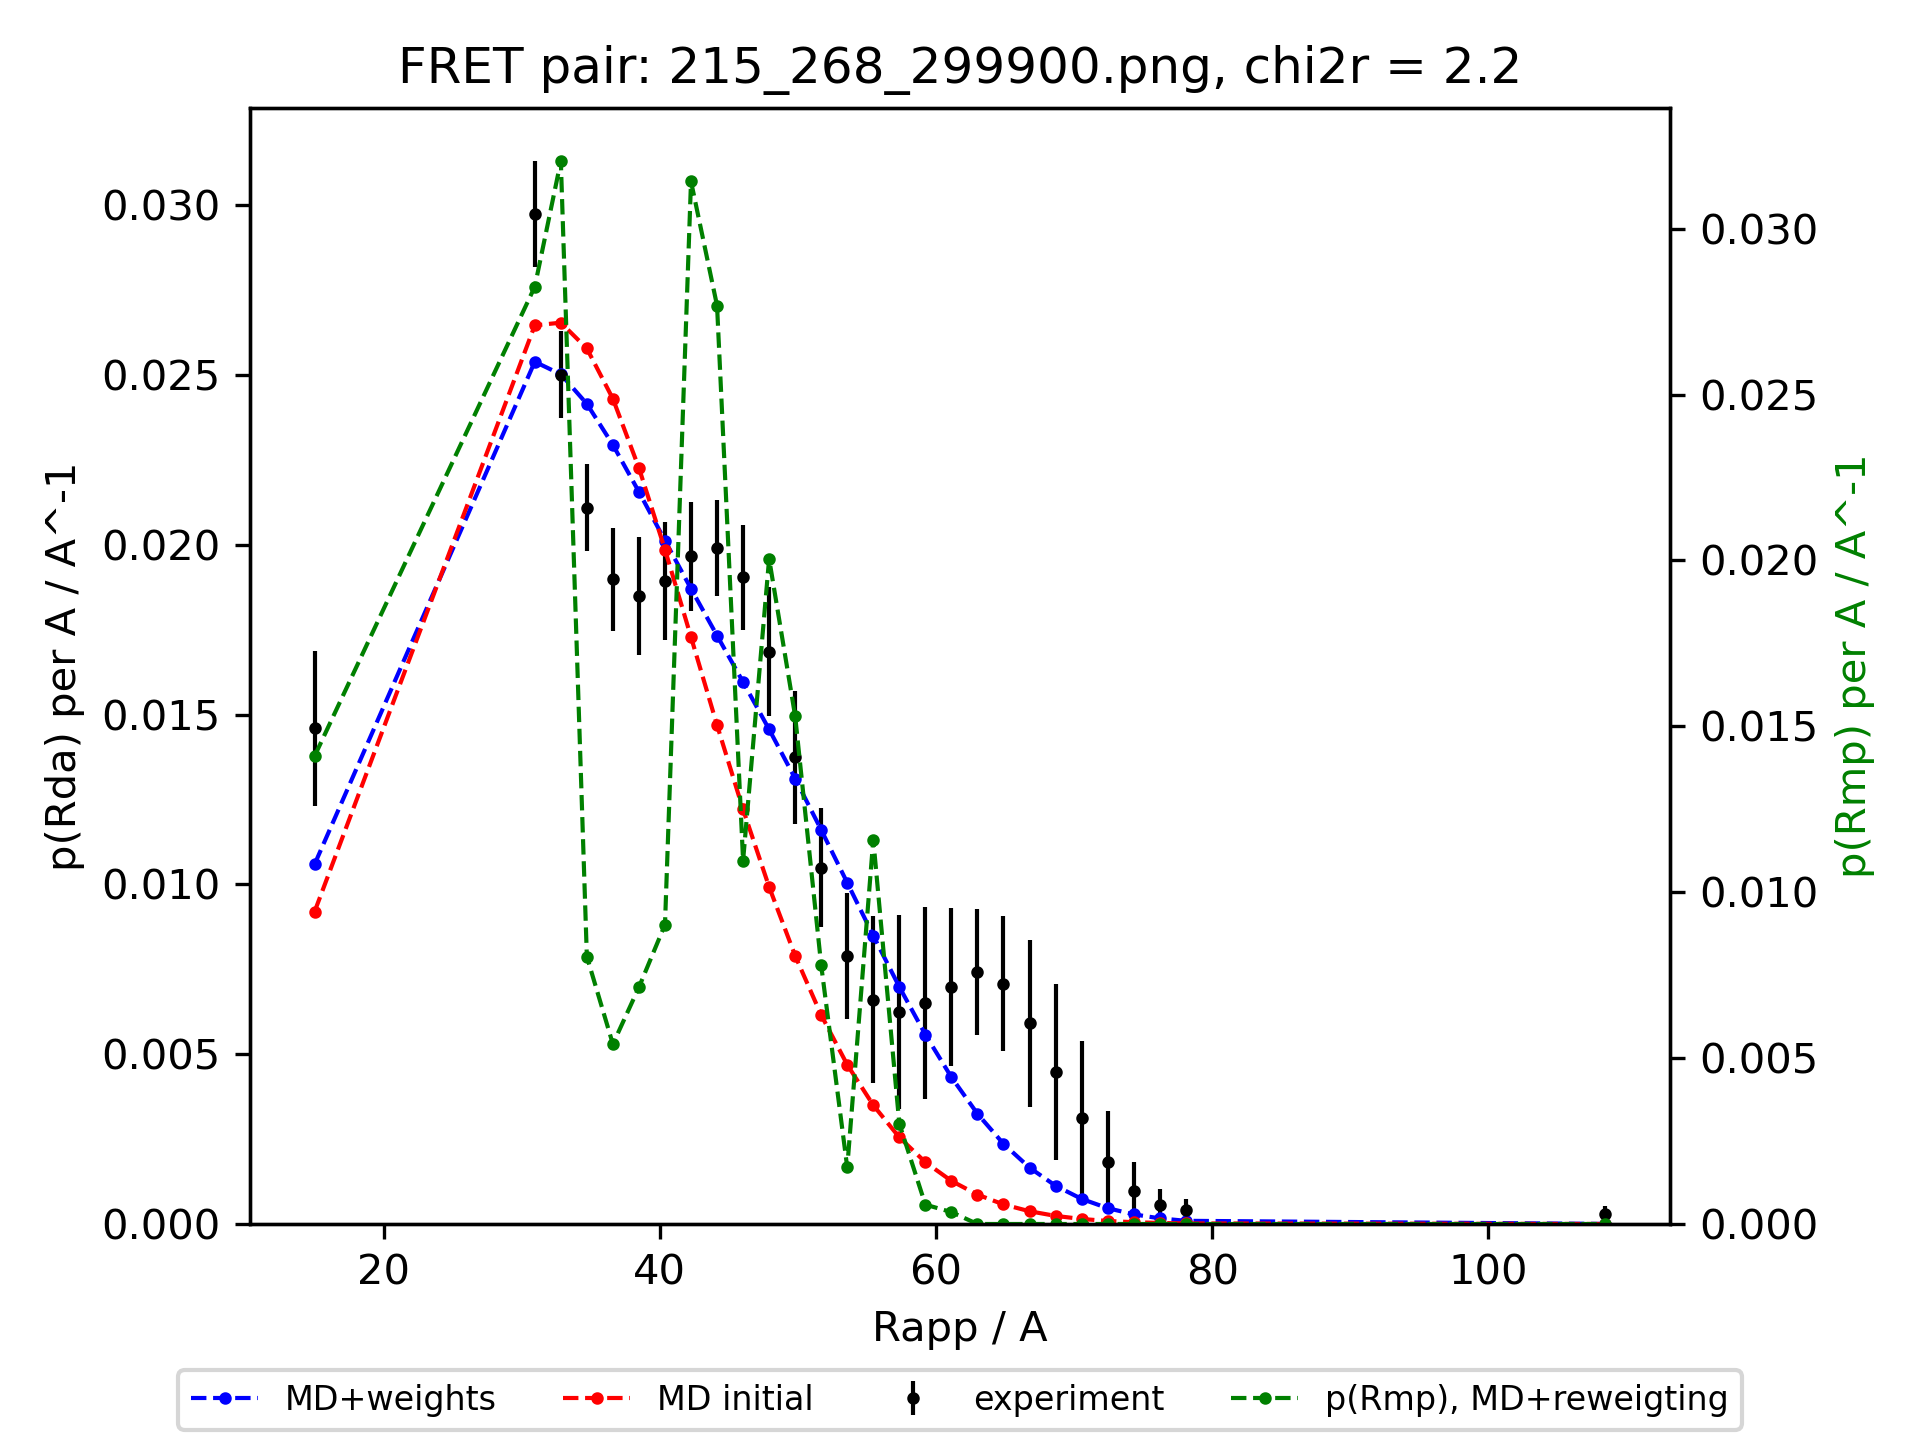 FRET pair: 215_268_299900.png, chi2r = 2.2
p(Rda) per A / A^-1
0.030
0.025
0.020
0.015
0.010
0.005
0.000
0.030
0.025
0.020
0.015
0.010
0.005
0.000
p(Rmp) per A / A^-1
20 40 60 80 100
Rapp / A
MD+weights MD initial experiment p(Rmp), MD+reweigting